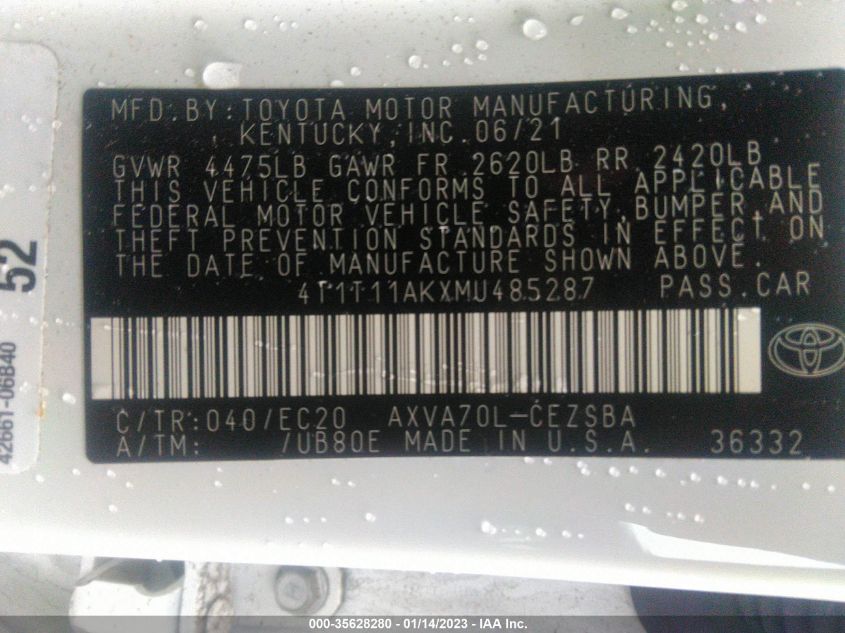 MFD. BY: TOYOTA MOTOR MANUFACTURING,
KENTUCKY, INC. 06/21
GVWR 4475LB GAWR FR 2620LB RR 2420LB
THIS VEHICLE CONFORMS TO ALL APPLICABLE
FEDERAL MOTOR VEHICLE SAFETY, BUMPER, AND
THEFT PREVENTION STANDARDS IN EFFECT ON
THE DATE OF MANUFACTURE SHOWN ABOVE.
4T1T11AKXMU485287 PASS. CAR
C/TR: 040/EC20 AXVA70L-CEZSBA
A/TM: /UB80E MADE IN U.S.A. 36332
52
42661-06B40
000-35628280 - 01/14/2023 - IAA Inc.